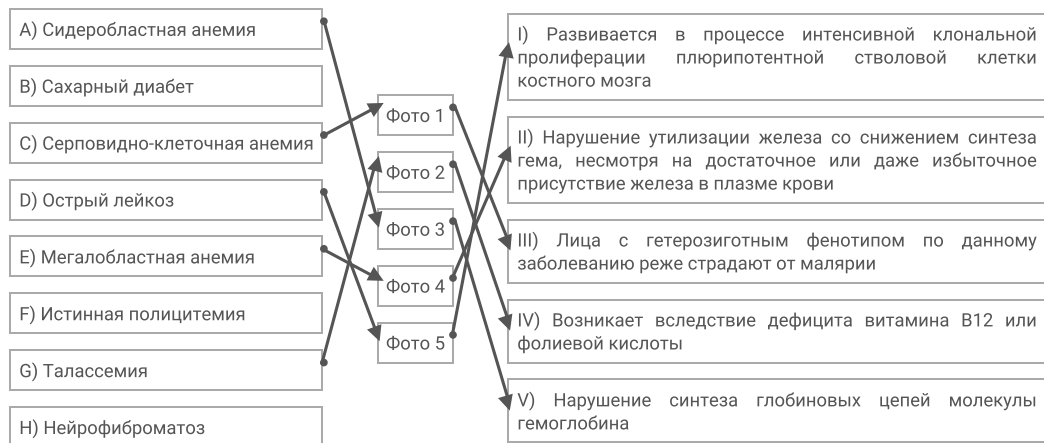 A) Сидеробластная анемия
B) Сахарный диабет
C) Серповидно-клеточная анемия
D) Острый лейкоз
E) Мегалобластная анемия
F) Истинная полицитемия
G) Талассемия
H) Нейрофиброматоз
Фото 1
Фото 2
Фото 3
Фото 4
Фото 5
I) Развивается в процессе интенсивной клональной
пролиферации плюрипотентной стволовой клетки
костного мозга
II) Нарушение утилизации железа со снижением синтеза
гема, несмотря на достаточное или даже избыточное
присутствие железа в плазме крови
III) Лица с гетерозиготным фенотипом по данному
заболеванию реже страдают от малярии
IV) Возникает вследствие дефицита витамина B12 или
фолиевой кислоты
V) Нарушение синтеза глобиновых цепей молекулы
гемоглобина